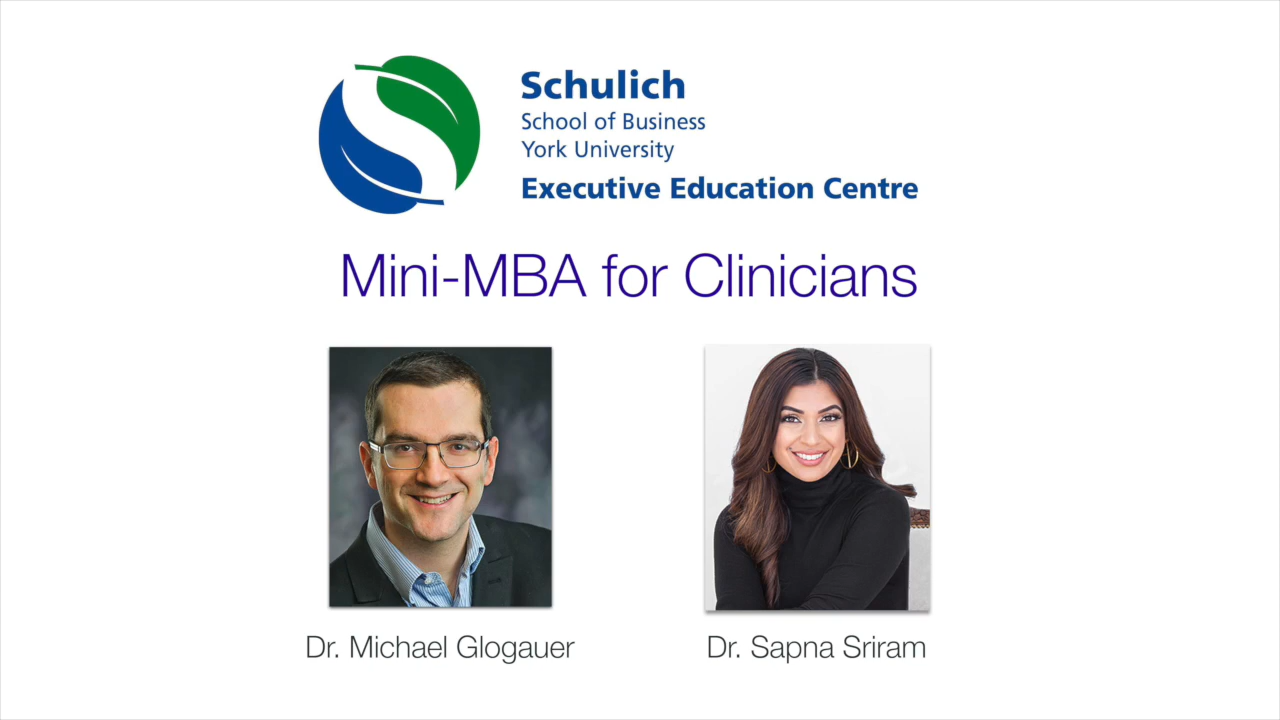 Schulich
School of Business
York University
Executive Education Centre
Mini-MBA for Clinicians
Dr. Michael Glogauer
Dr. Sapna Sriram